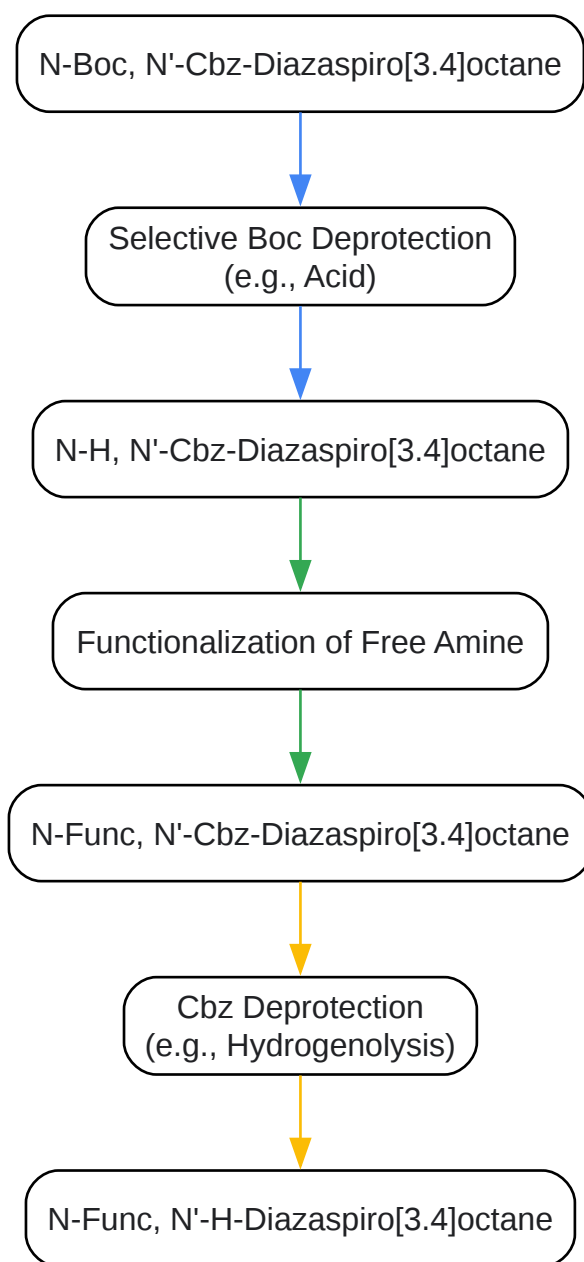 N-Boc, N'-Cbz-Diazaspiro[3.4]octane
Selective Boc Deprotection
(e.g., Acid)
N-H, N'-Cbz-Diazaspiro[3.4]octane
Functionalization of Free Amine
N-Func, N'-Cbz-Diazaspiro[3.4]octane
Cbz Deprotection
(e.g., Hydrogenolysis)
N-Func, N'-H-Diazaspiro[3.4]octane